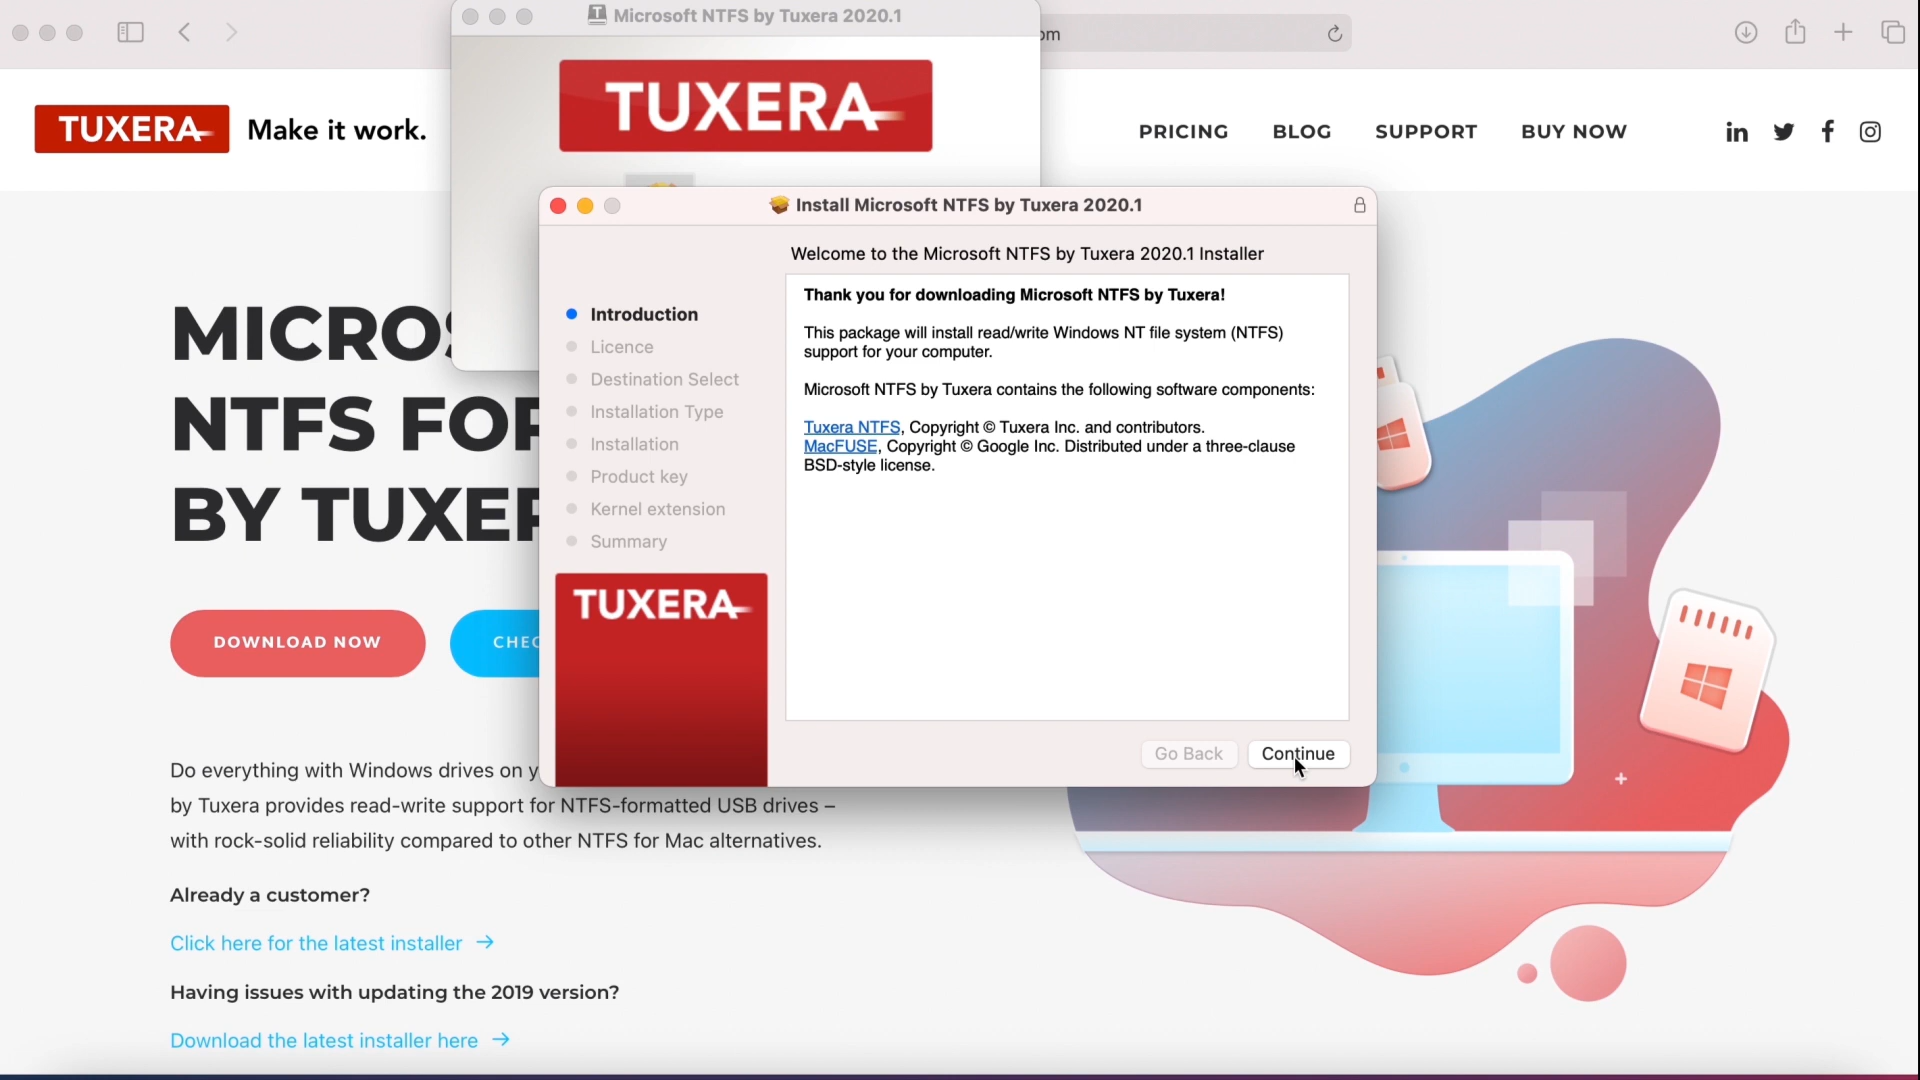 Microsoft NTFS by Tuxera 2020.1
TUXERA
om
TUXERA Make it work.
PRICING BLOG SUPPORT BUY NOW
Install Microsoft NTFS by Tuxera 2020.1
Welcome to the Microsoft NTFS by Tuxera 2020.1 Installer
Introduction
Licence
Destination Select
Installation Type
Installation
Product key
Kernel extension
Summary
TUXERA
Thank you for downloading Microsoft NTFS by Tuxera!
This package will install read/write Windows NT file system (NTFS)
support for your computer.
Microsoft NTFS by Tuxera contains the following software components:
Tuxera NTFS, Copyright © Tuxera Inc. and contributors.
MacFUSE, Copyright © Google Inc. Distributed under a three-clause
BSD-style license.
Go Back Continue
MICROS
NTFS FOR
BY TUXER
DOWNLOAD NOW
CHEC
Do everything with Windows drives on y
by Tuxera provides read-write support for NTFS-formatted USB drives –
with rock-solid reliability compared to other NTFS for Mac alternatives.
Already a customer?
Click here for the latest installer →
Having issues with updating the 2019 version?
Download the latest installer here →